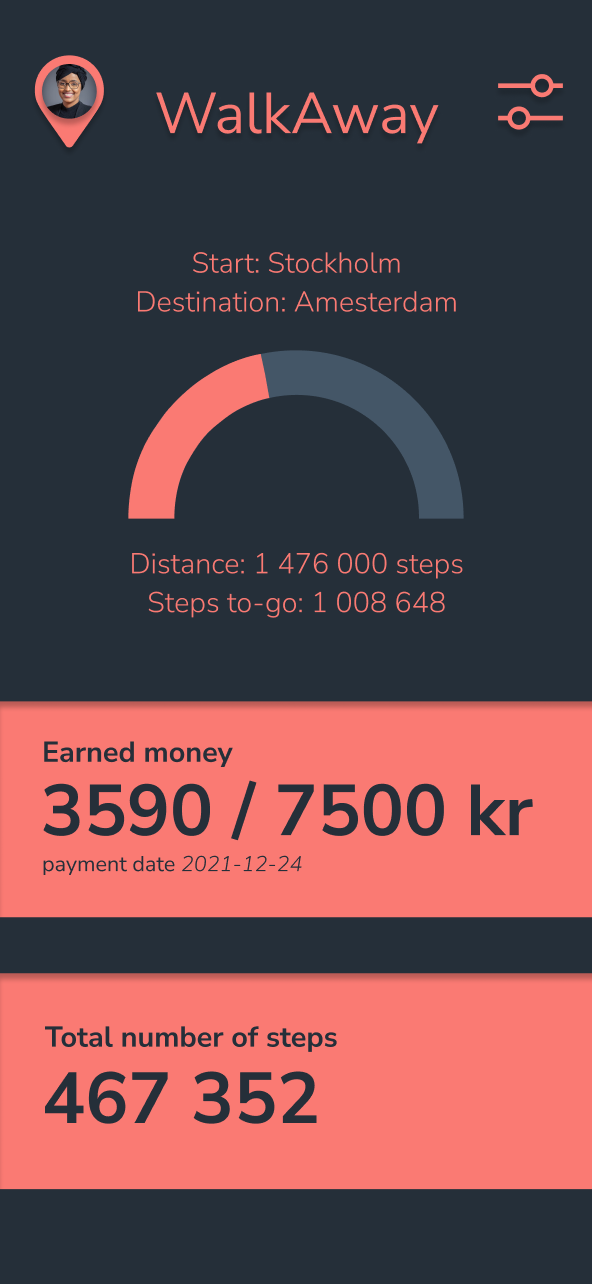 WalkAway
Start: Stockholm
Destination: Amesterdam
Distance: 1 476 000 steps
Steps to-go: 1 008 648
Earned money
3590 / 7500 kr
payment date 2021-12-24
Total number of steps
467 352